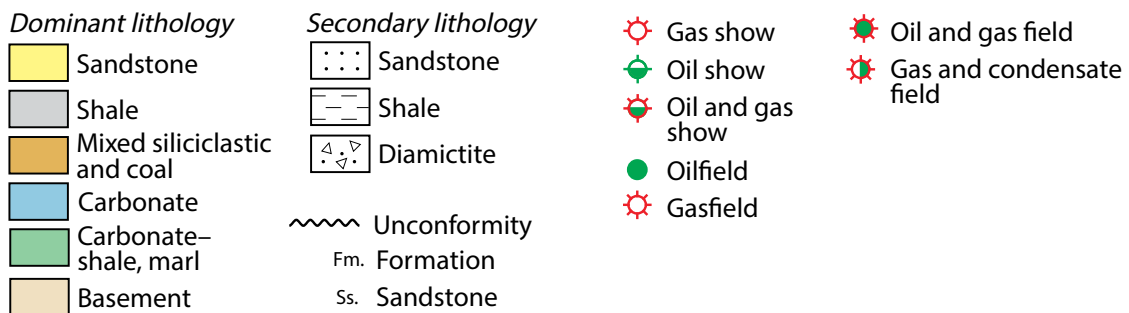 Dominant lithology
Sandstone
Shale
Mixed siliciclastic
and coal
Carbonate
Carbonate–
shale, marl
Basement
Secondary lithology
Sandstone
Shale
Diamictite
Unconformity
Fm. Formation
Ss. Sandstone
Gas show
Oil show
Oil and gas
show
Oilfield
Gasfield
Oil and gas field
Gas and condensate
field